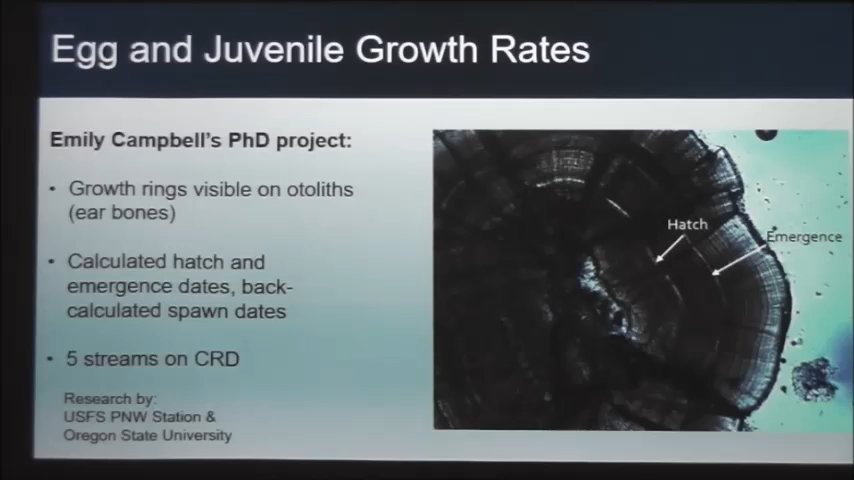 Egg and Juvenile Growth Rates
Emily Campbell's PhD project:
• Growth rings visible on otoliths
(ear bones)
• Calculated hatch and
emergence dates, back-
calculated spawn dates
• 5 streams on CRD
Research by:
USFS PNW Station &
Oregon State University
Hatch
Emergence